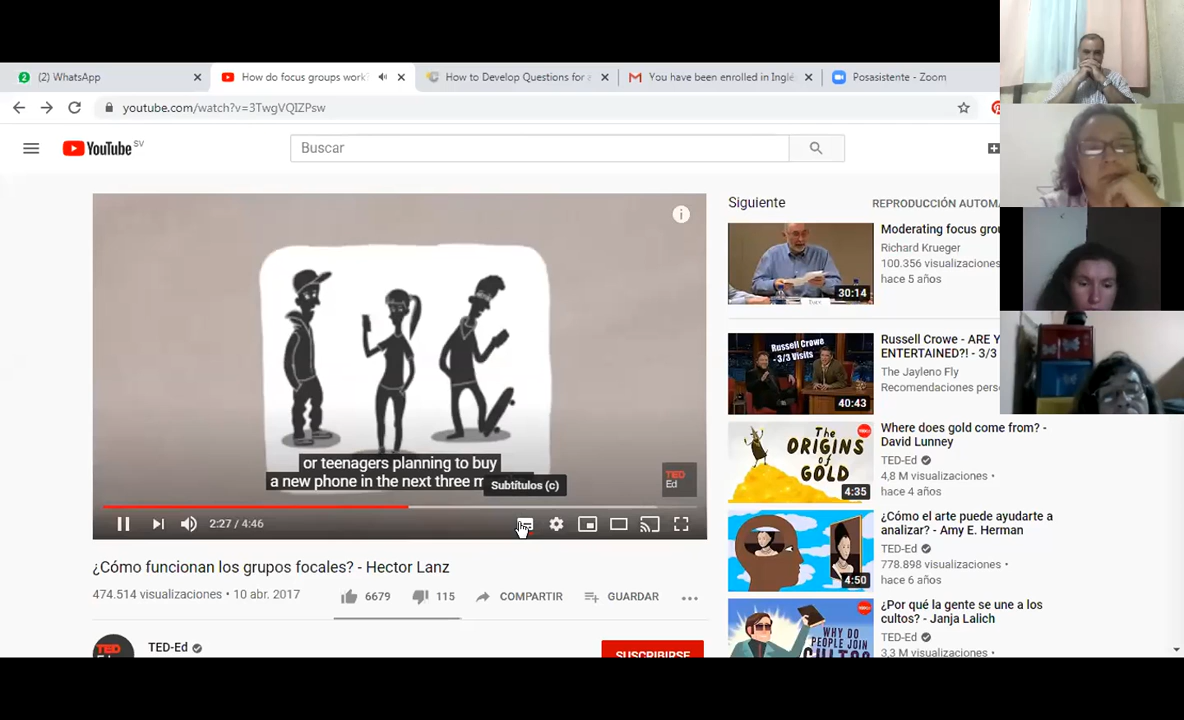 2
(2) WhatsApp
How do focus groups work?
How to Develop Questions for a
You have been enrolled in Inglé
Posasistente - Zoom
youtube.com/watch?v=3TwgVQIZPsw
YouTube SV
Buscar
or teenagers planning to buy
a new phone in the next three m
Subtítulos (c)
TED
Ed
2:27 / 4:46
¿Cómo funcionan los grupos focales? - Hector Lanz
474.514 visualizaciones • 10 abr. 2017
6679
115
COMPARTIR
GUARDAR
TED
Ed
TED-Ed
SUSCRIBIRSE
Siguiente
REPRODUCCIÓN AUTOMA
30:14
Moderating focus grou
Richard Krueger
100.356 visualizaciones
hace 5 años
Russell Crowe
- 3/3 Visits
40:43
Russell Crowe - ARE Y
ENTERTAINED?! - 3/3
The Jayleno Fly
Recomendaciones pers
The
ORIGINS
of
GOLD
4:35
Where does gold come from? -
David Lunney
TED-Ed
4,8 M visualizaciones •
hace 4 años
4:50
¿Cómo el arte puede ayudarte a
analizar? - Amy E. Herman
TED-Ed
778.898 visualizaciones •
hace 6 años
WHY DO
PEOPLE JOIN
CULTS
¿Por qué la gente se une a los
cultos? - Janja Lalich
TED-Ed
3,3 M visualizaciones •